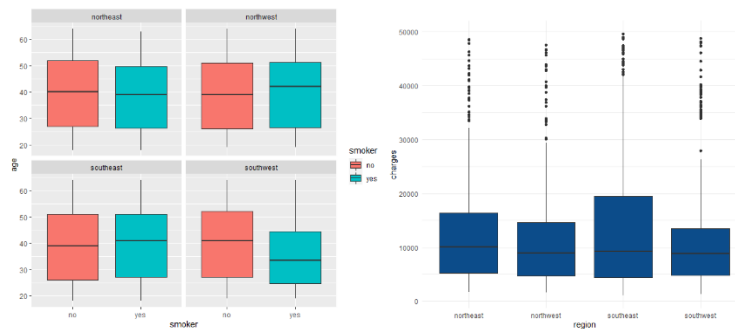 northeast northwest
60
50
40
30
20
southeast southwest
60
50
40
30
20
no yes no yes
smoker
age
smoker
no
yes
50000
40000
30000
20000
10000
0
northeast northwest southeast southwest
region
charges